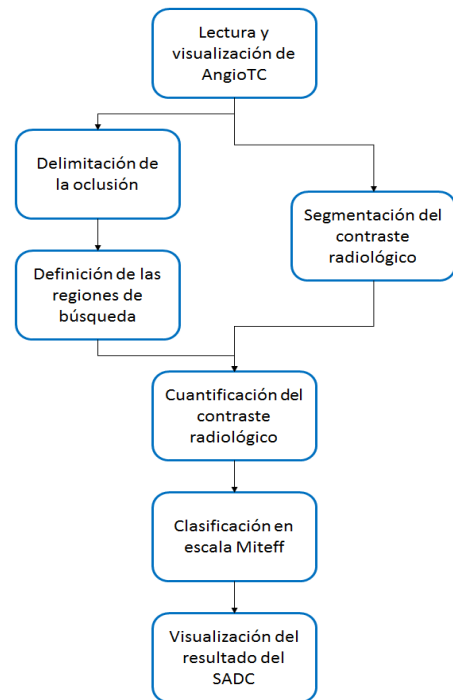 Lectura y
visualización de
AngioTC
Delimitación de
la oclusión
Segmentación del
contraste
radiológico
Definición de las
regiones de
búsqueda
Cuantificación del
contraste
radiológico
Clasificación en
escala Miteff
Visualización del
resultado del
SADC